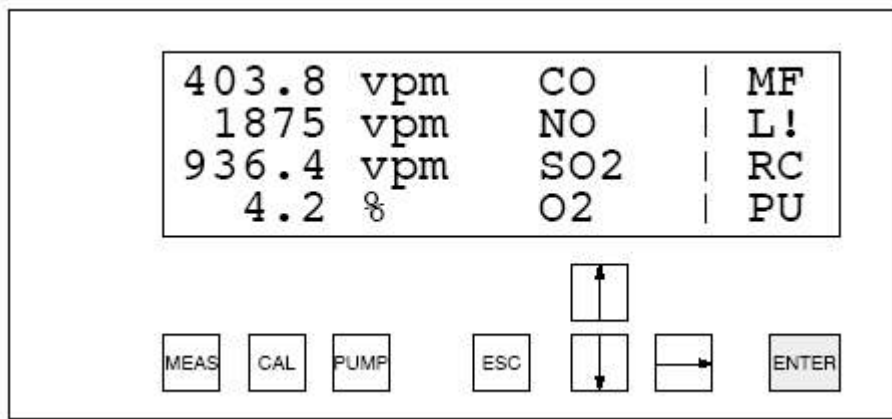 403.8 vpm CO | MF
1875 vpm NO | L!
936.4 vpm SO2 | RC
4.2 % O2 | PU
MEAS CAL PUMP ESC ENTER